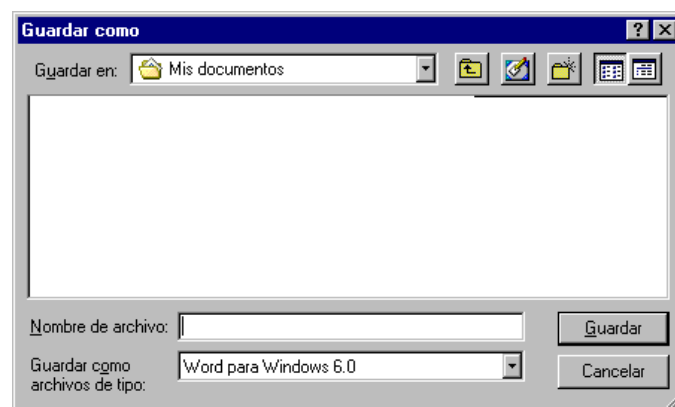 Guardar como
Guardar en: Mis documentos
Nombre de archivo:
Guardar
Guardar como
archivos de tipo:
Word para Windows 6.0
Cancelar